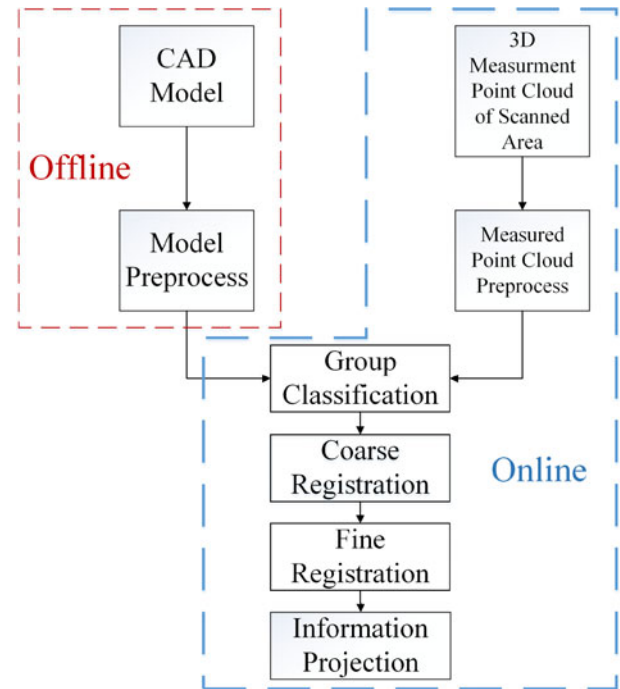 CAD
Model
Offline
Model
Preprocess
3D
Measurment
Point Cloud
of Scanned
Area
Measured
Point Cloud
Preprocess
Group
Classification
Coarse
Registration
Online
Fine
Registration
Information
Projection